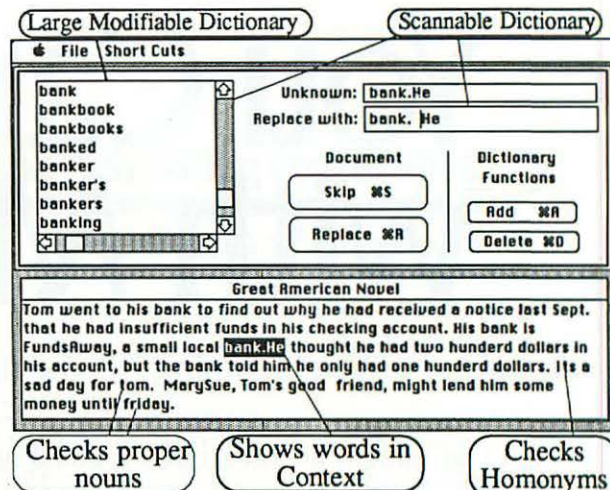 Large Modifiable Dictionary
Scannable Dictionary
File Short Cuts
bank
bankbook
bankbooks
banked
banker
banker's
bankers
banking
Unknown: bank.He
Replace with: bank. He
Document
Skip ⌘S
Replace ⌘R
Dictionary
Functions
Add ⌘A
Delete ⌘D
Great American Novel
Tom went to his bank to find out why he had received a notice last Sept.
that he had insufficient funds in his checking account. His bank is
FundsAway, a small local bank.He thought he had two hunderd dollars in
his account, but the bank told him he only had one hunderd dollars. Its a
sad day for tom. MarySue, Tom's good friend, might lend him some
money until friday.
Checks proper
nouns
Shows words in
Context
Checks
Homonyms